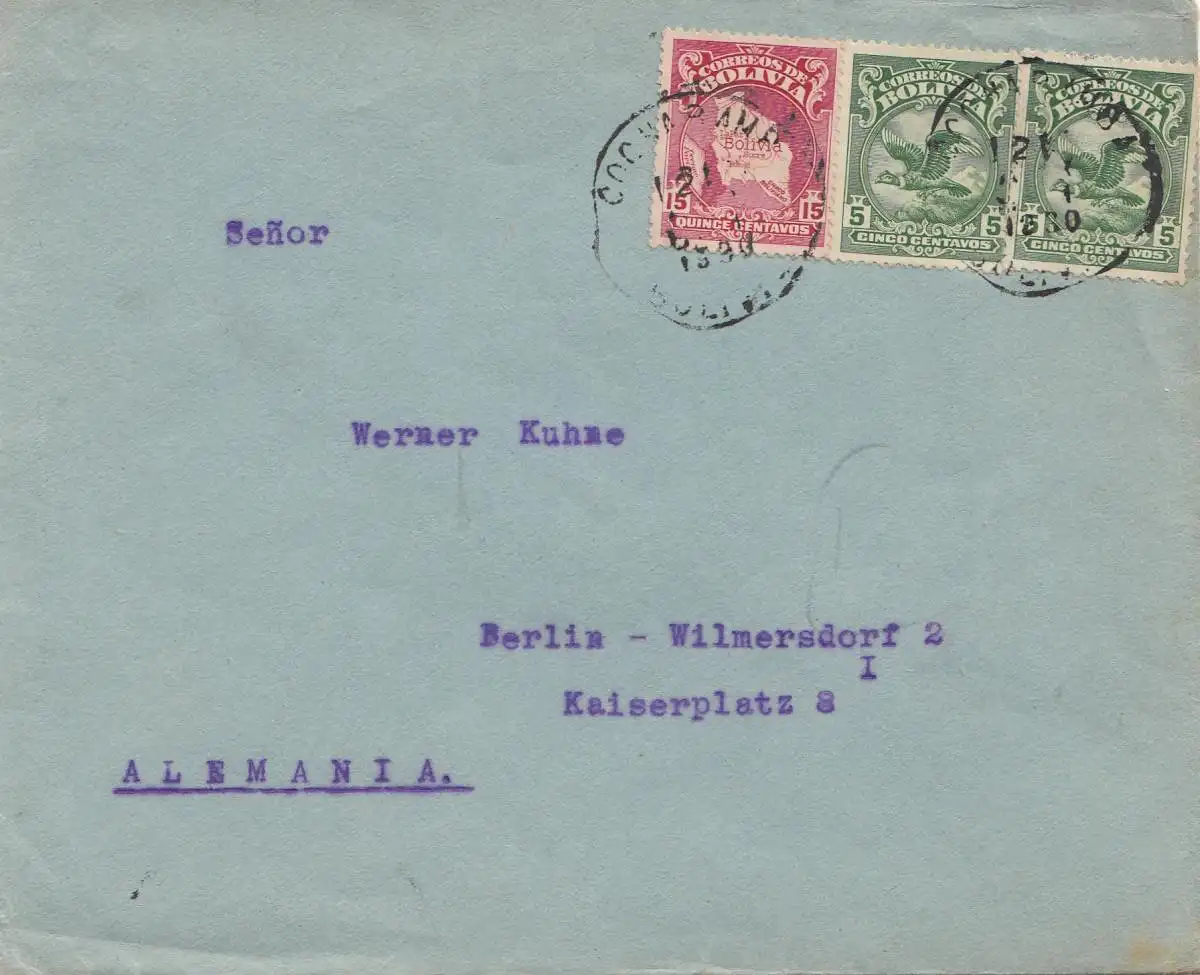 CORREOS DE
BOLIVIA
Bolivia
15 15
QUINCE CENTAVOS
CORREOS DE
BOLIVIA
5 5
CINCO CENTAVOS
CORREOS DE
BOLIVIA
5 5
CINCO CENTAVOS
1930
Señor
Werner Kuhne
Berlin - Wilmersdorf 2
I
Kaiserplatz 8
ALEMANIA.